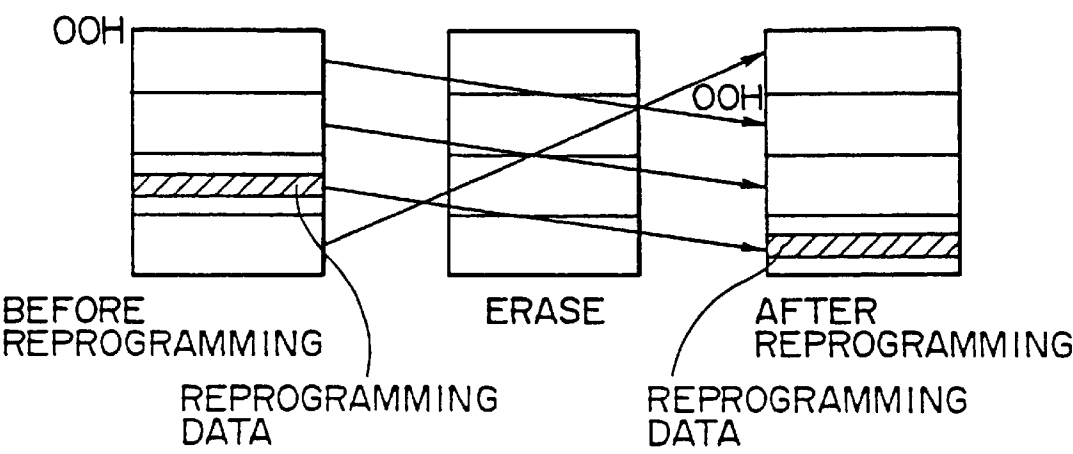 OOH
OOH
BEFORE
REPROGRAMMING
ERASE
AFTER
REPROGRAMMING
REPROGRAMMING
DATA
REPROGRAMMING
DATA